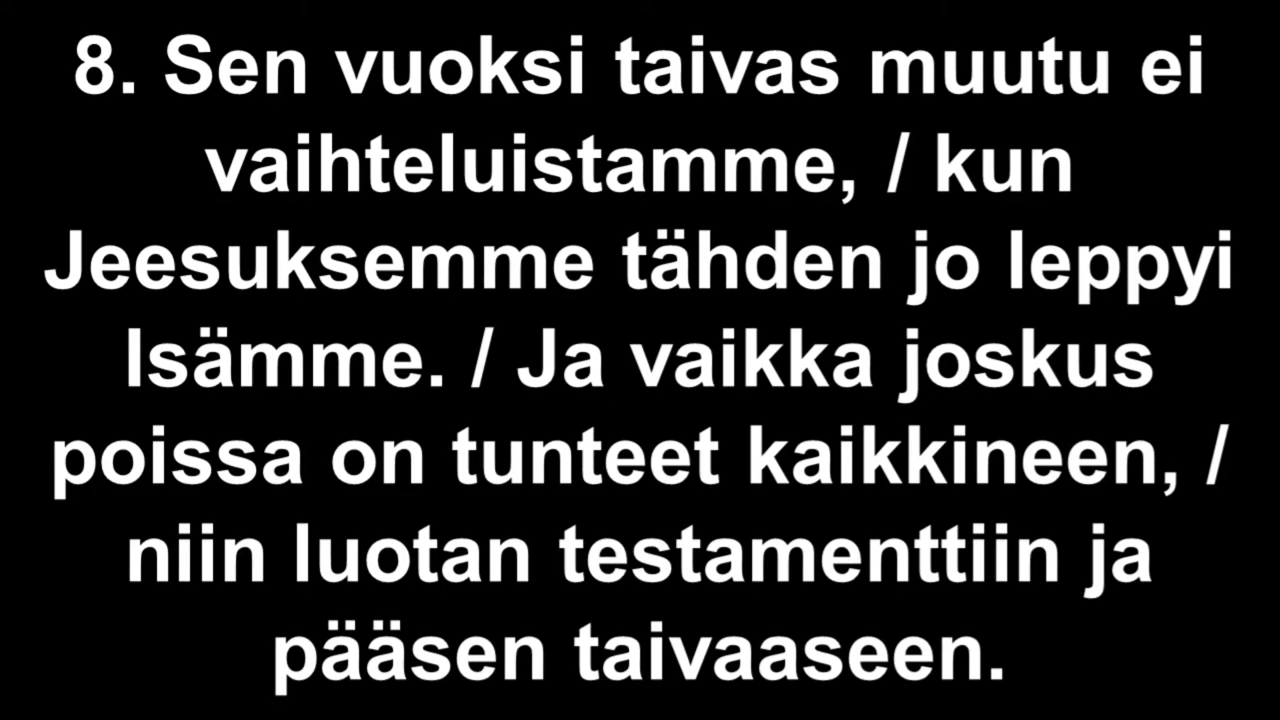 8. Sen vuoksi taivas muutu ei
vaihteluistamme, / kun
Jeesuksemme tähden jo leppyi
Isämme. / Ja vaikka joskus
poissa on tunteet kaikkineen, /
niin luotan testamenttiin ja
pääsen taivaaseen.